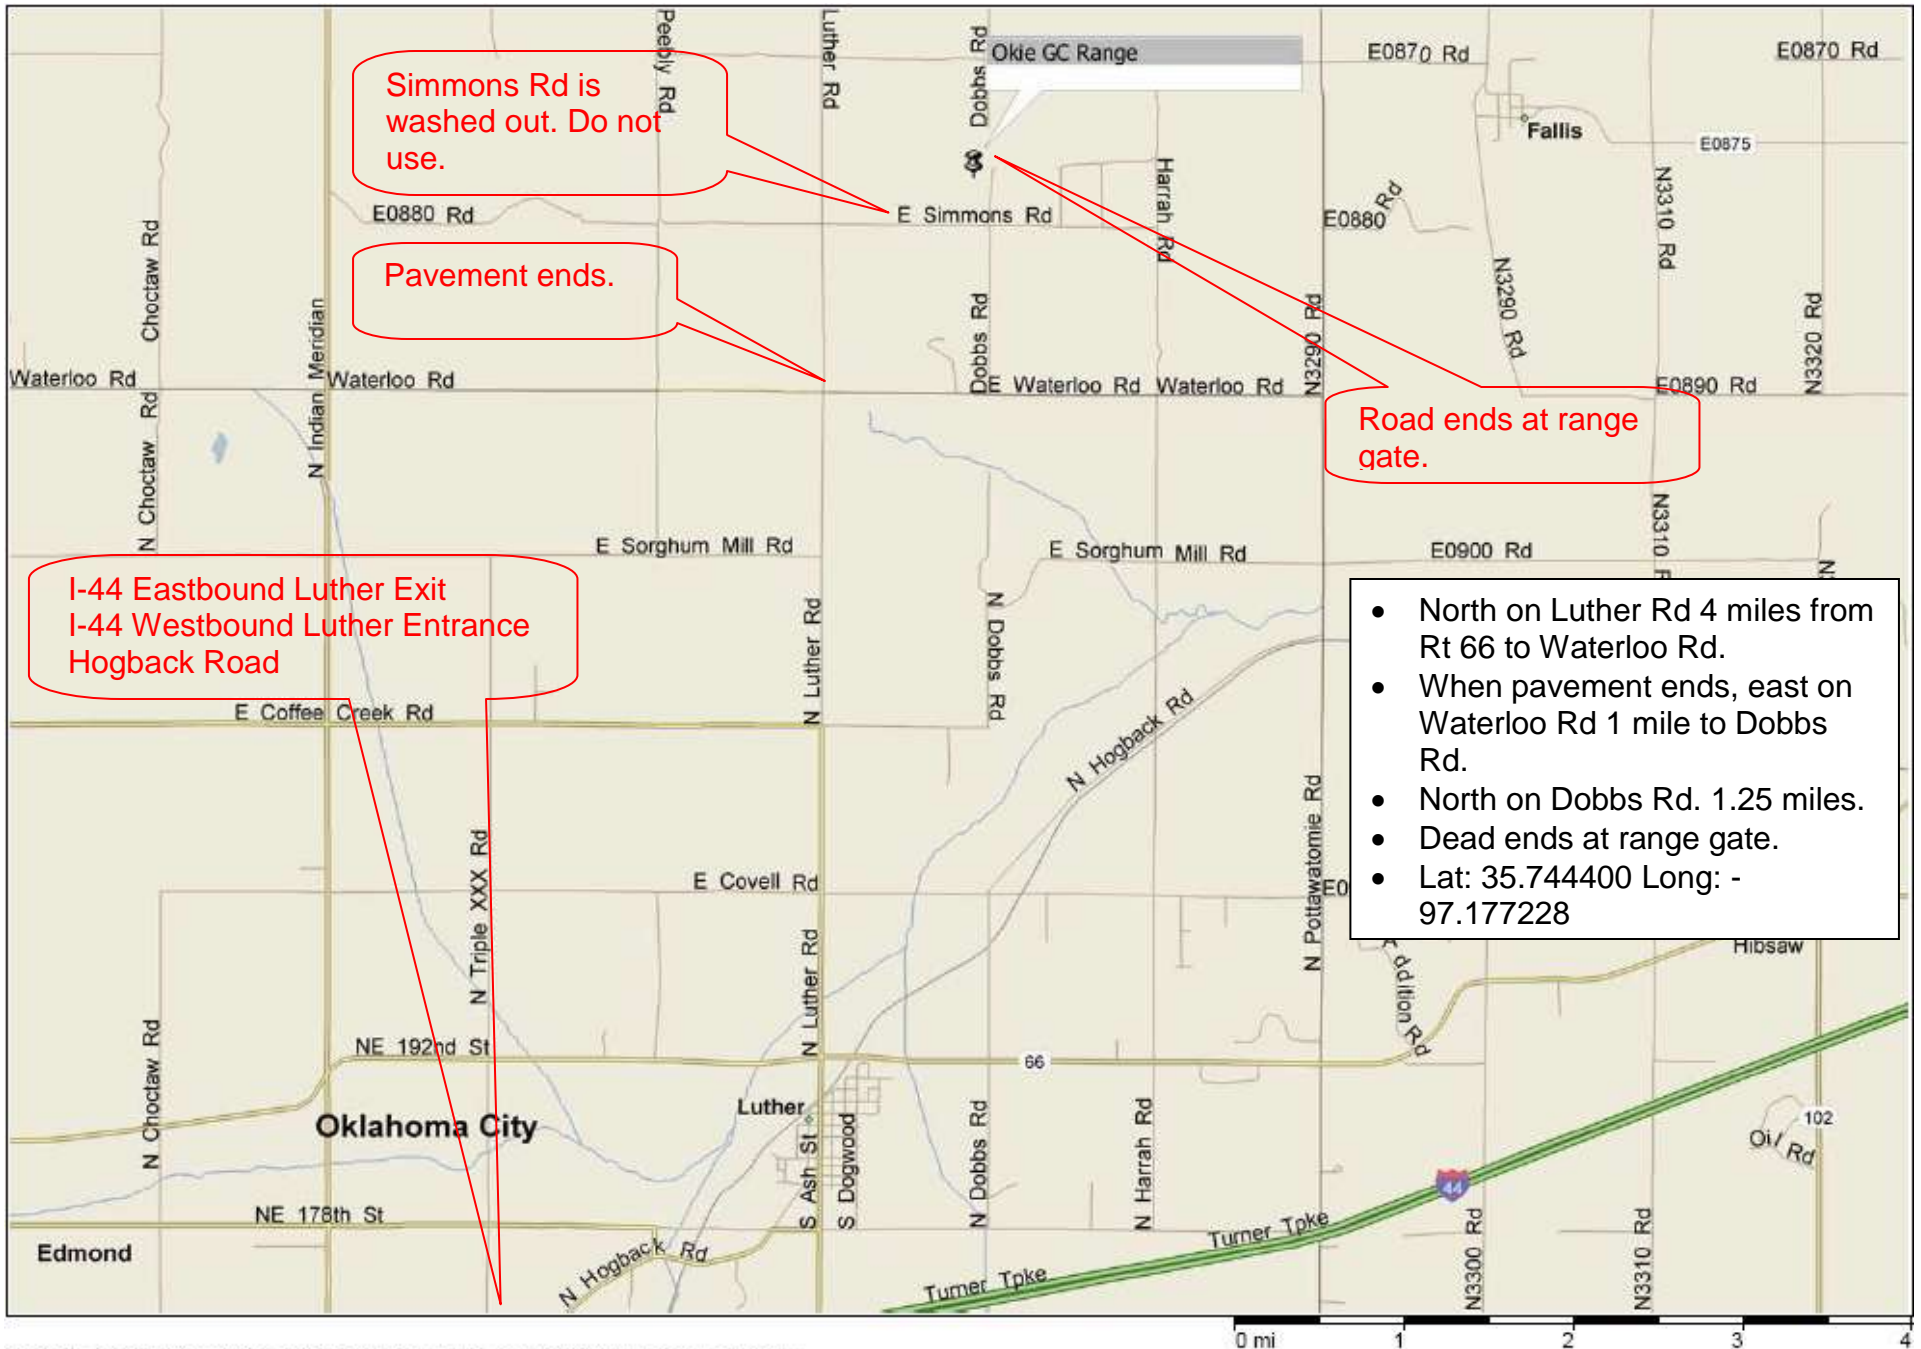 Peebly Rd
Luther Rd
Dobbs Rd
Okie GC Range
E0870 Rd
E0870 Rd
Simmons Rd is
washed out. Do not
use.
Fallis
E0875
Harrah Rd
N3310 Rd
E0880 Rd
E Simmons Rd
E0880 Rd
Choctaw Rd
Pavement ends.
N Indian Meridian
Dobbs Rd
N3290 Rd
N3290 Rd
N3320 Rd
Waterloo Rd
Waterloo Rd
E Waterloo Rd
Waterloo Rd
E0890 Rd
Road ends at range
gate.
N Choctaw Rd
N3310
E Sorghum Mill Rd
E Sorghum Mill Rd
E0900 Rd
I-44 Eastbound Luther Exit
I-44 Westbound Luther Entrance
Hogback Road
N Luther Rd
N Dobbs Rd
• North on Luther Rd 4 miles from
Rt 66 to Waterloo Rd.
• When pavement ends, east on
Waterloo Rd 1 mile to Dobbs
Rd.
• North on Dobbs Rd. 1.25 miles.
• Dead ends at range gate.
• Lat: 35.744400 Long: -
97.177228
E Coffee Creek Rd
N Hogback Rd
N Triple XXX Rd
E Covell Rd
N Pottawatomie Rd
Hibsaw
Addition Rd
N Luther Rd
N Choctaw Rd
NE 192nd St
66
Luther
Oklahoma City
S Ash St
S Dogwood
N Dobbs Rd
N Harrah Rd
102
Oil Rd
44
NE 178th St
Edmond
N Hogback Rd
Turner Tpke
Turner Tpke
N3300 Rd
N3310 Rd
0 mi 1 2 3 4